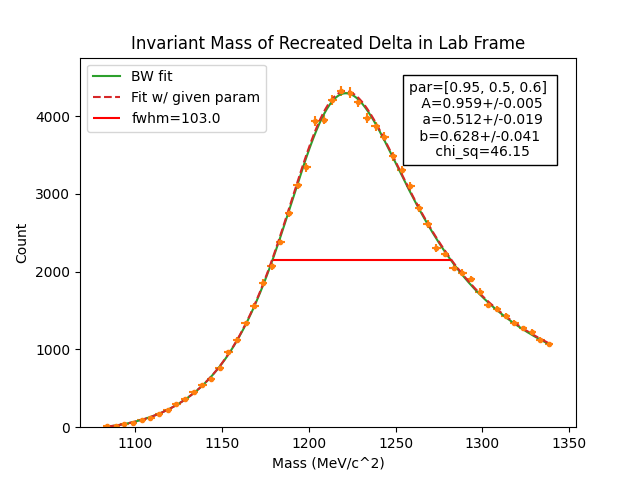 Invariant Mass of Recreated Delta in Lab Frame
BW fit
Fit w/ given param
fwhm=103.0
par=[0.95, 0.5, 0.6]
A=0.959+/-0.005
a=0.512+/-0.019
b=0.628+/-0.041
chi_sq=46.15
Count
4000
3000
2000
1000
0
1100
1150
1200
1250
1300
1350
Mass (MeV/c^2)